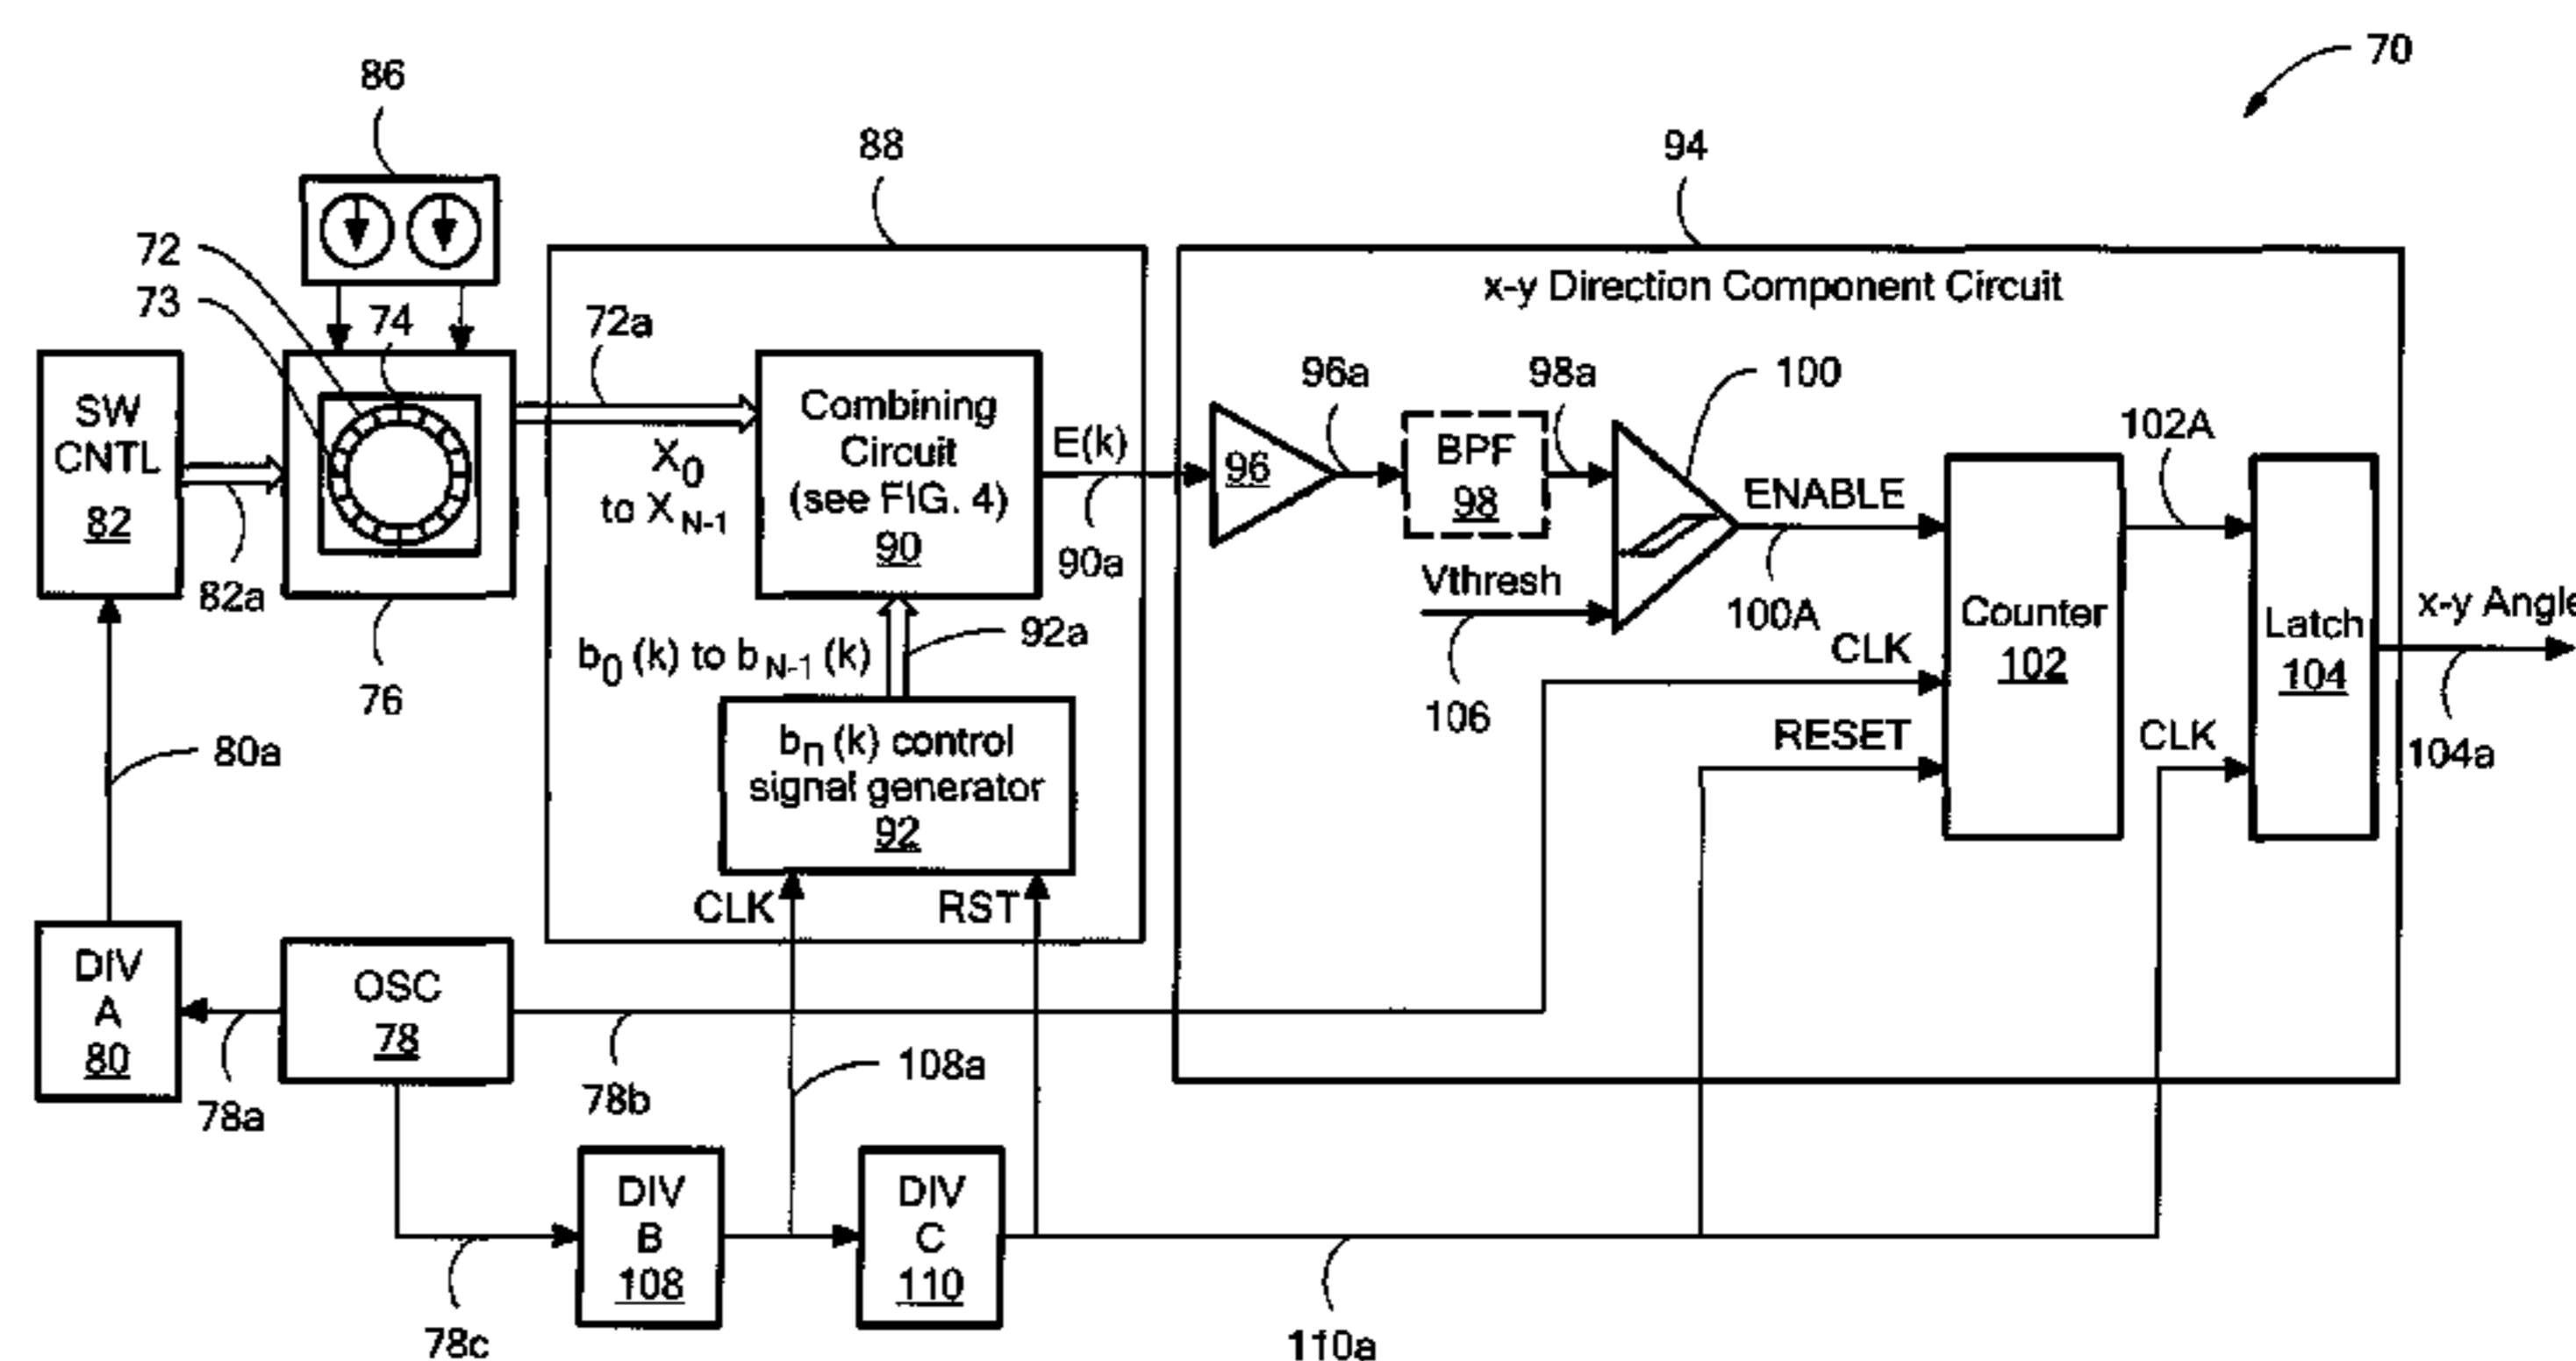 70
86
88
94
72
73
74
72a
x-y Direction Component Circuit
SW
CNTL
82
82a
76
X0
to XN-1
Combining
Circuit
(see FIG. 4)
90
E(k)
90a
96
96a
BPF
98
98a
100
ENABLE
100A
102A
Vthresh
106
Counter
102
CLK
RESET
Latch
104
CLK
x-y Angle
104a
b0 (k) to bN-1 (k)
92a
bn (k) control
signal generator
92
CLK
RST
80a
DIV
A
80
78a
OSC
78
78b
108a
78c
DIV
B
108
DIV
C
110
110a